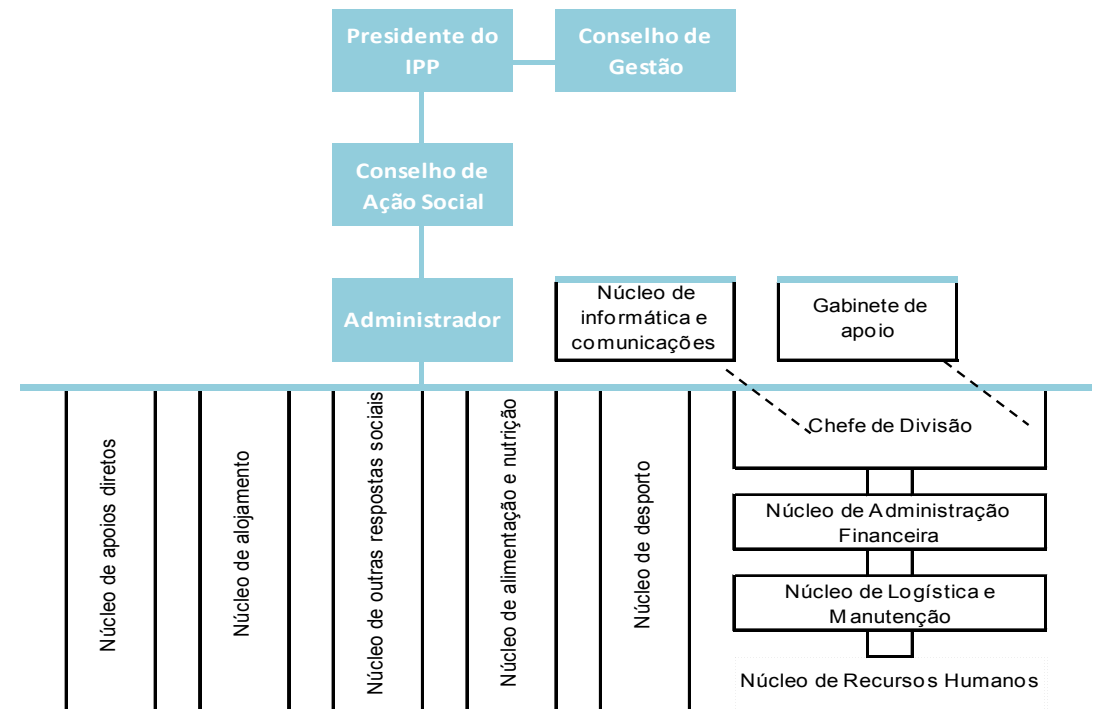 Presidente do
IPP
Conselho de
Gestão
Conselho de
Ação Social
Administrador
Núcleo de
informática e
comunicações
Gabinete de
apoio
Núcleo de apoios diretos
Núcleo de alojamento
Núcleo de outras respostas sociais
Núcleo de alimentação e nutrição
Núcleo de desporto
Chefe de Divisão
Núcleo de Administração
Financeira
Núcleo de Logística e
Manutenção
Núcleo de Recursos Humanos